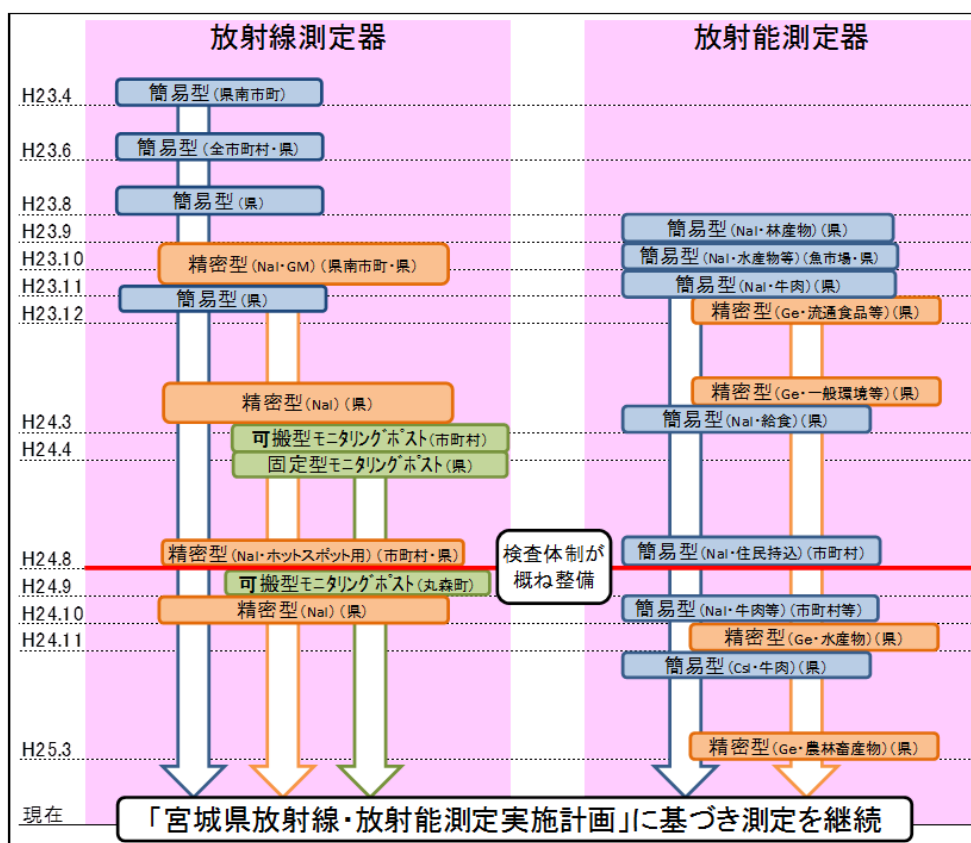 放射線測定器
放射能測定器
H23.4
簡易型(県南市町)
H23.6
簡易型(全市町村・県)
H23.8
簡易型(県)
H23.9
簡易型(NaI・林産物)(県)
H23.10
精密型(NaI・GM)(県南市町・県)
簡易型(NaI・水産物等)(魚市場・県)
H23.11
簡易型(県)
簡易型(NaI・牛肉)(県)
H23.12
精密型(Ge・流通食品等)(県)
精密型(NaI)(県)
精密型(Ge・一般環境等)(県)
H24.3
簡易型(NaI・給食)(県)
可搬型モニタリングポスト(市町村)
H24.4
固定型モニタリングポスト(県)
H24.8
精密型(NaI・ホットスポット用)(市町村・県)
検査体制が
概ね整備
簡易型(NaI・住民持込)(市町村)
H24.9
可搬型モニタリングポスト(丸森町)
H24.10
精密型(NaI)(県)
簡易型(NaI・牛肉等)(市町村等)
H24.11
精密型(Ge・水産物)(県)
簡易型(CsI・牛肉)(県)
H25.3
精密型(Ge・農林畜産物)(県)
現在
「宮城県放射線・放射能測定実施計画」に基づき測定を継続